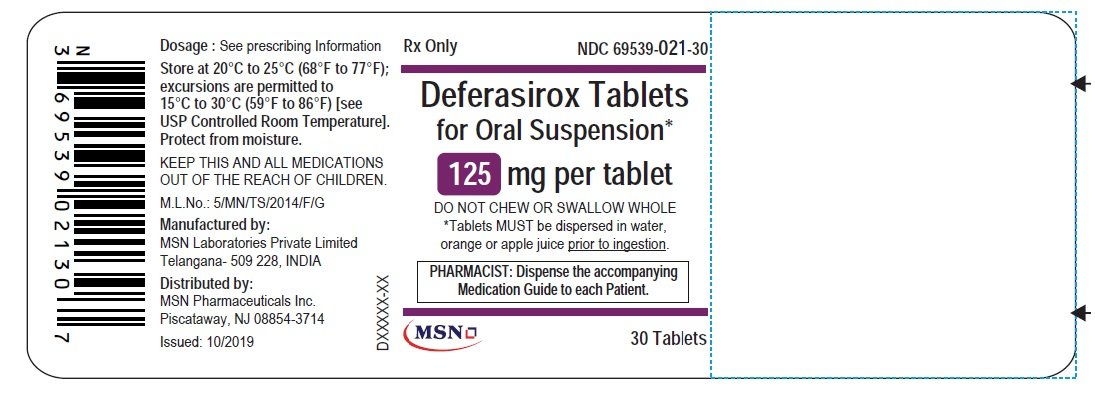 N
3 69539 02130 7
Dosage : See prescribing Information
Store at 20°C to 25°C (68°F to 77°F);
excursions are permitted to
15°C to 30°C (59°F to 86°F) [see
USP Controlled Room Temperature].
Protect from moisture.
KEEP THIS AND ALL MEDICATIONS
OUT OF THE REACH OF CHILDREN.
M.L.No.: 5/MN/TS/2014/F/G
Manufactured by:
MSN Laboratories Private Limited
Telangana- 509 228, INDIA
Distributed by:
MSN Pharmaceuticals Inc.
Piscataway, NJ 08854-3714
Issued: 10/2019
DXXXXX-XX
Rx Only NDC 69539-021-30
Deferasirox Tablets
for Oral Suspension*
125 mg per tablet
DO NOT CHEW OR SWALLOW WHOLE
*Tablets MUST be dispersed in water,
orange or apple juice prior to ingestion.
PHARMACIST: Dispense the accompanying
Medication Guide to each Patient.
MSN 30 Tablets